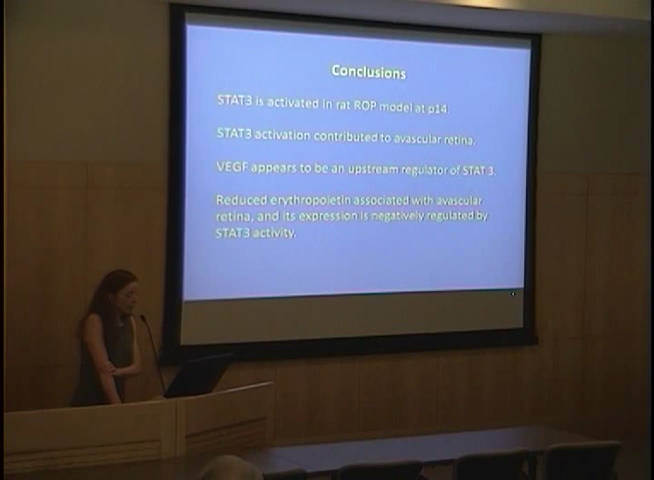 Conclusions
STAT3 is activated in rat ROP model at p14.
STAT3 activation contributed to avascular retina.
VEGF appears to be an upstream regulator of STAT 3.
Reduced erythropoietin associated with avascular
retina, and its expression is negatively regulated by
STAT3 activity.